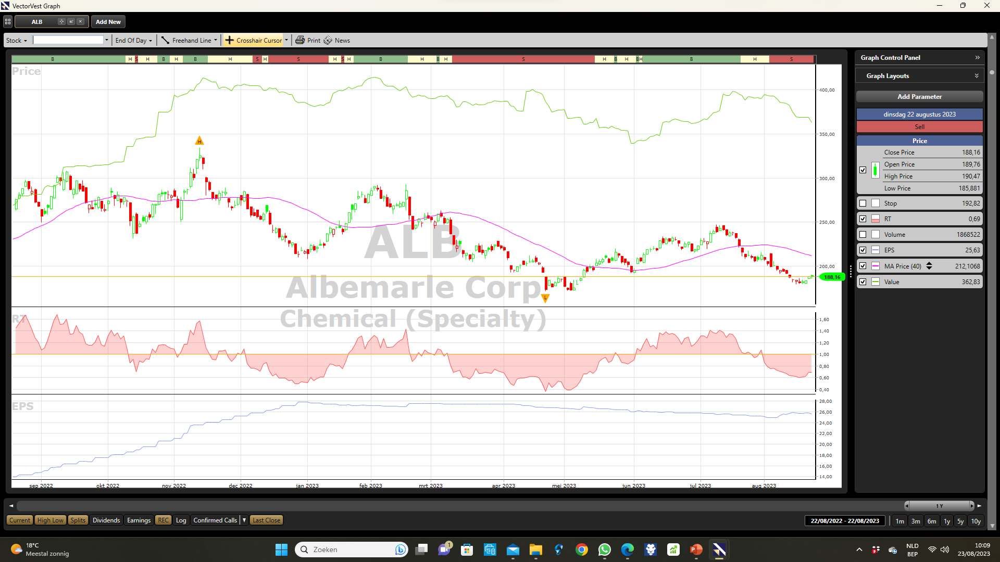 VectorVest Graph
ALB
Add New
Stock
End Of Day
Freehand Line
Crosshair Cursor
Print
News
B H S H B H B H S H S H S H B H B H S H B H B H B H S
Price
400,00
350,00
300,00
250,00
200,00
188,16
H
L
ALB
Albemarle Corp
Chemical (Specialty)
RT
1,60
1,40
1,20
1,00
0,80
0,60
0,40
EPS
28,00
26,00
24,00
22,00
20,00
18,00
16,00
14,00
sep 2022 okt 2022 nov 2022 dec 2022 jan 2023 feb 2023 mrt 2023 apr 2023 mei 2023 jun 2023 jul 2023 aug 2023
Graph Control Panel
Graph Layouts
Add Parameter
dinsdag 22 augustus 2023
Sell
Price
Close Price 188,16
Open Price 189,76
High Price 190,47
Low Price 185,881
Stop 192,82
RT 0,69
Volume 1868522
EPS 25,63
MA Price (40) 212,1068
Value 362,83
1 Y
Current High Low Splits Dividends Earnings REC Log Confirmed Calls Last Close
22/08/2022 - 22/08/2023
1m 3m 6m 1y 5y 10y
18°C
Meestal zonnig
Zoeken
1
9
NLD
BEP
10:09
23/08/2023